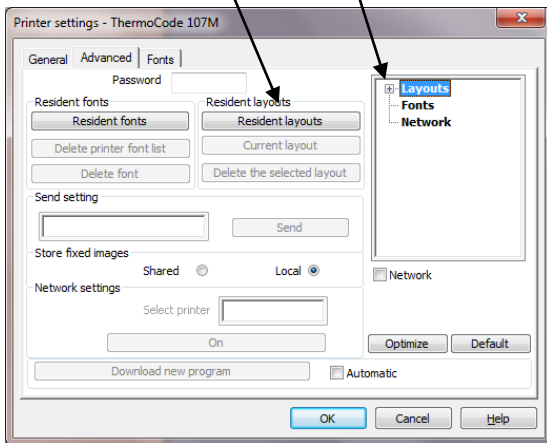 Printer settings - ThermoCode 107M
General Advanced Fonts
Password
Resident fonts
Resident fonts
Delete printer font list
Delete font
Resident layouts
Resident layouts
Current layout
Delete the selected layout
Send setting
Send
Store fixed images
Shared Local
Network settings
Select printer
On
Download new program
Automatic
Layouts
Fonts
Network
Network
Optimize Default
OK Cancel Help